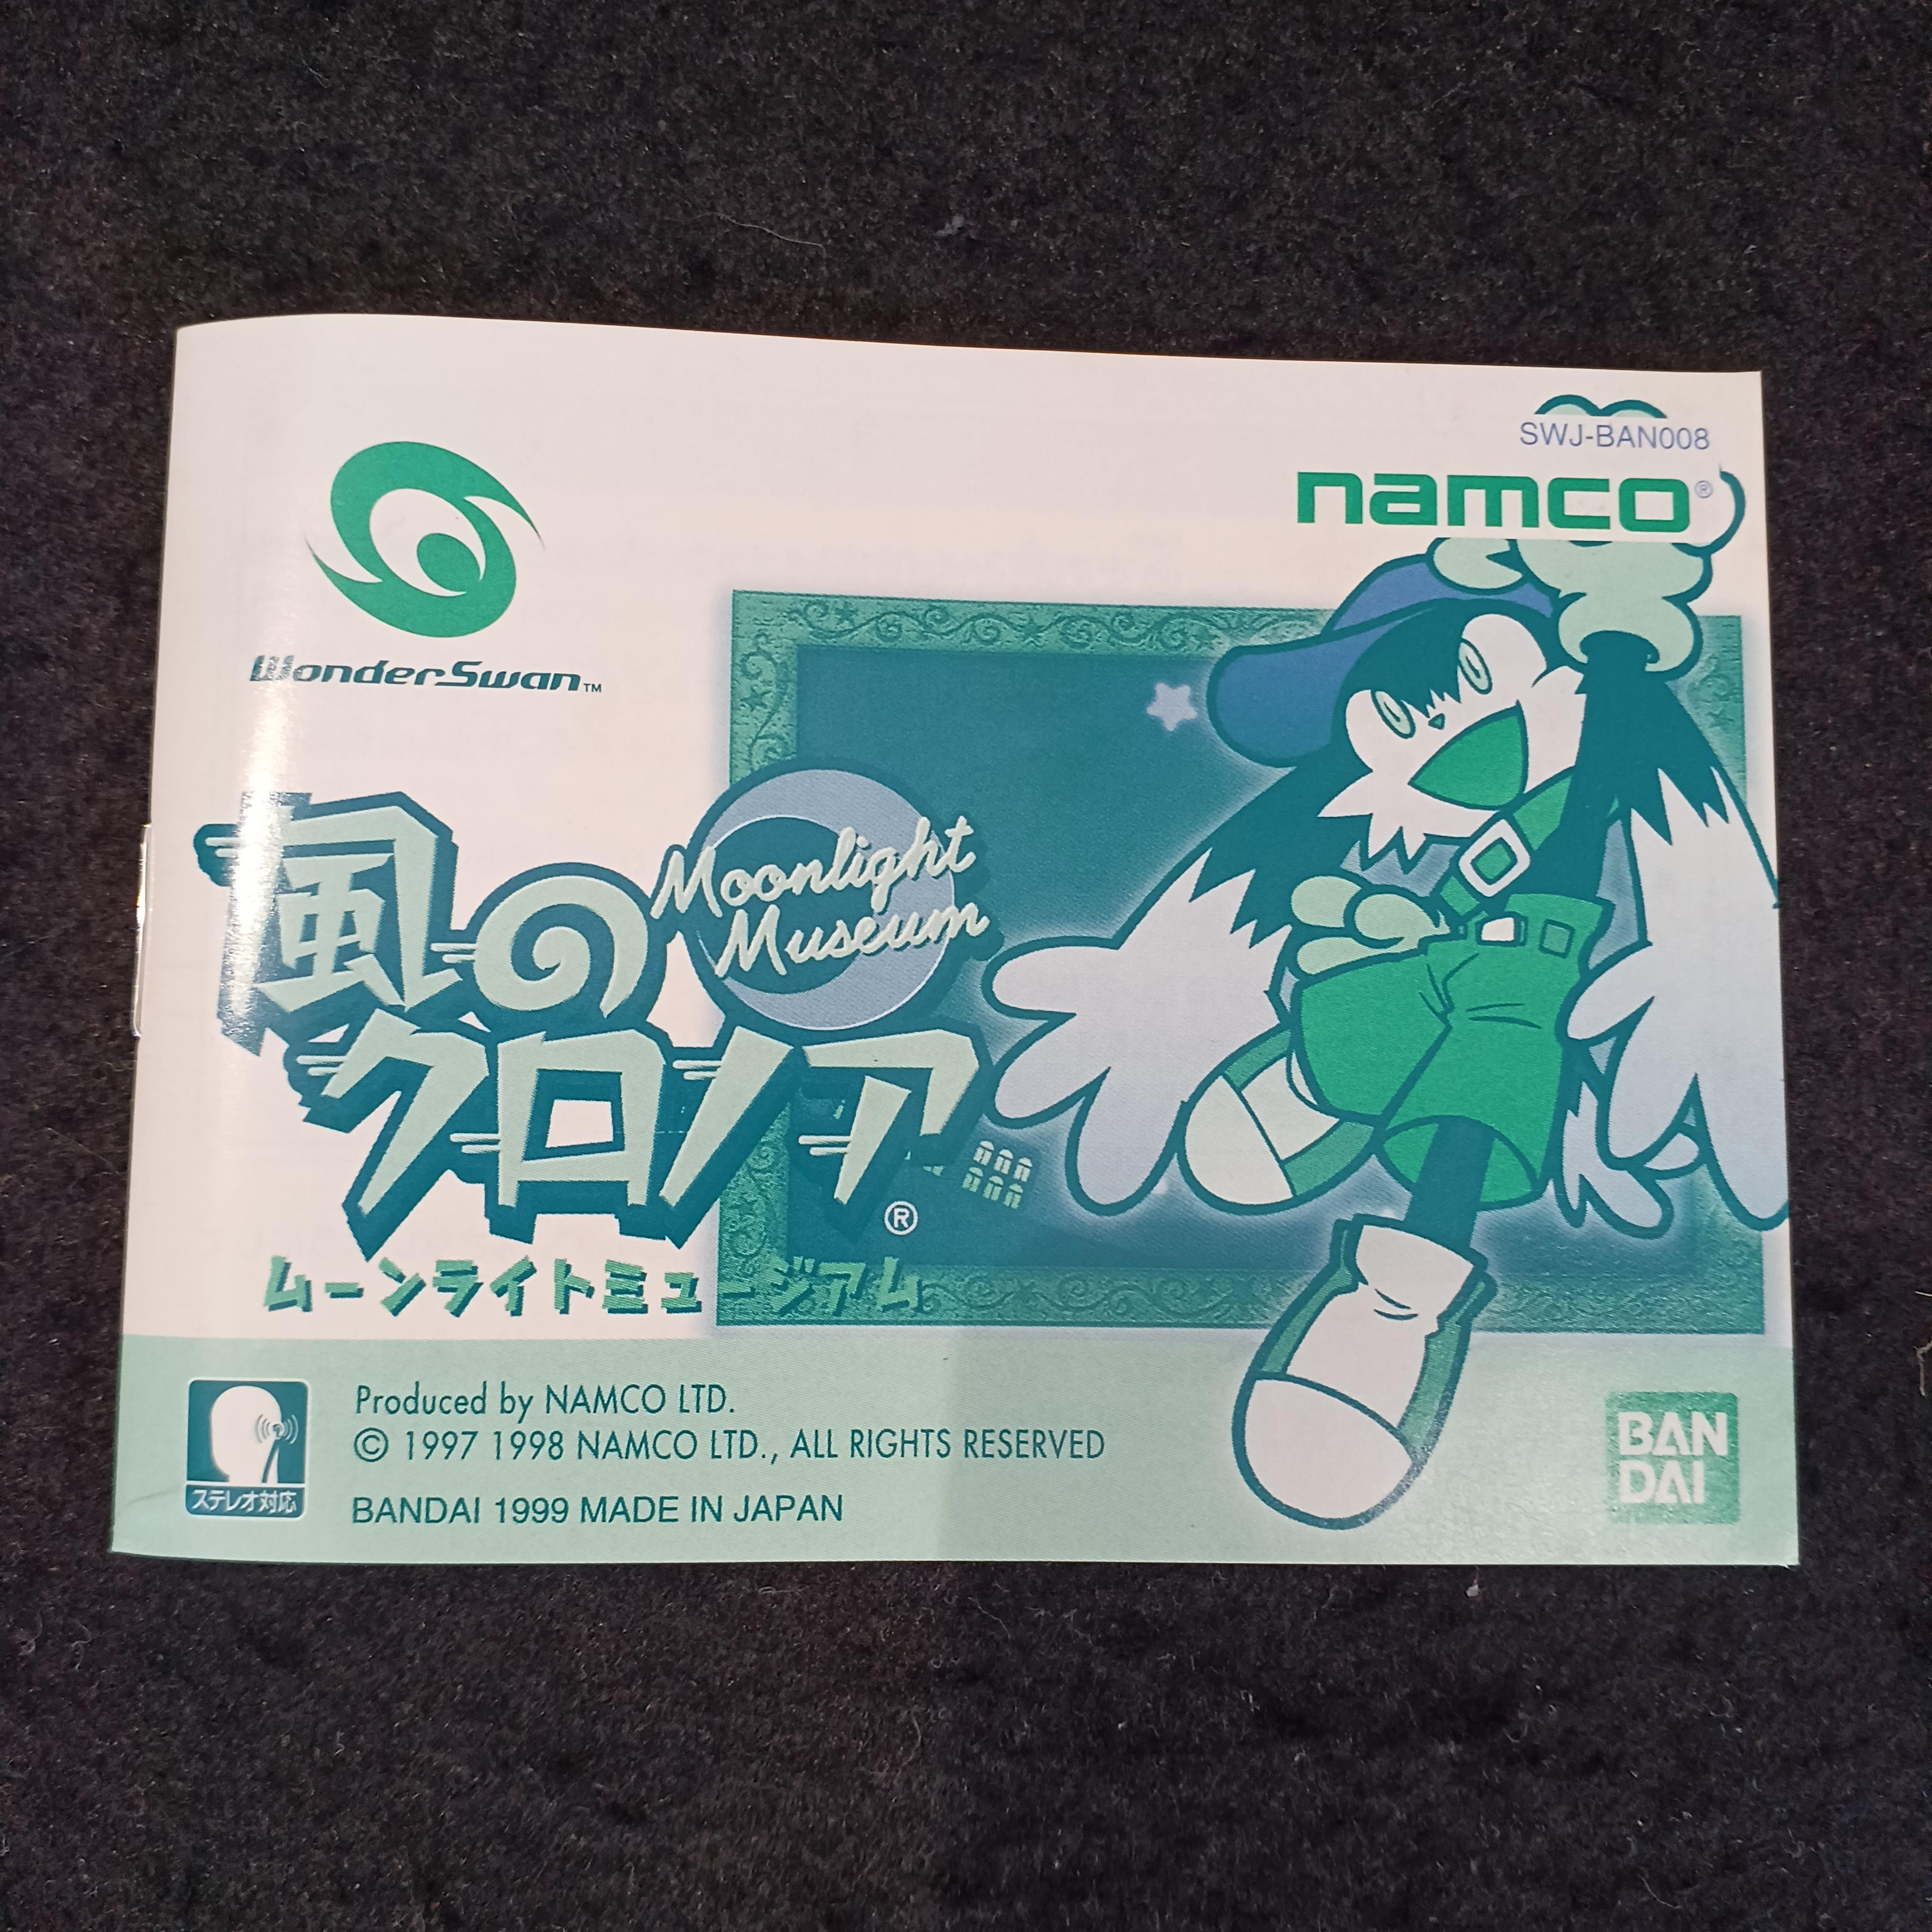 SWJ-BAN008
namco®
WonderSwan™
風の
Moonlight
Museum
クロノア®
ムーンライトミュージアム
Produced by NAMCO LTD.
© 1997 1998 NAMCO LTD., ALL RIGHTS RESERVED
BANDAI 1999 MADE IN JAPAN
ステレオ対応
BAN
DAI